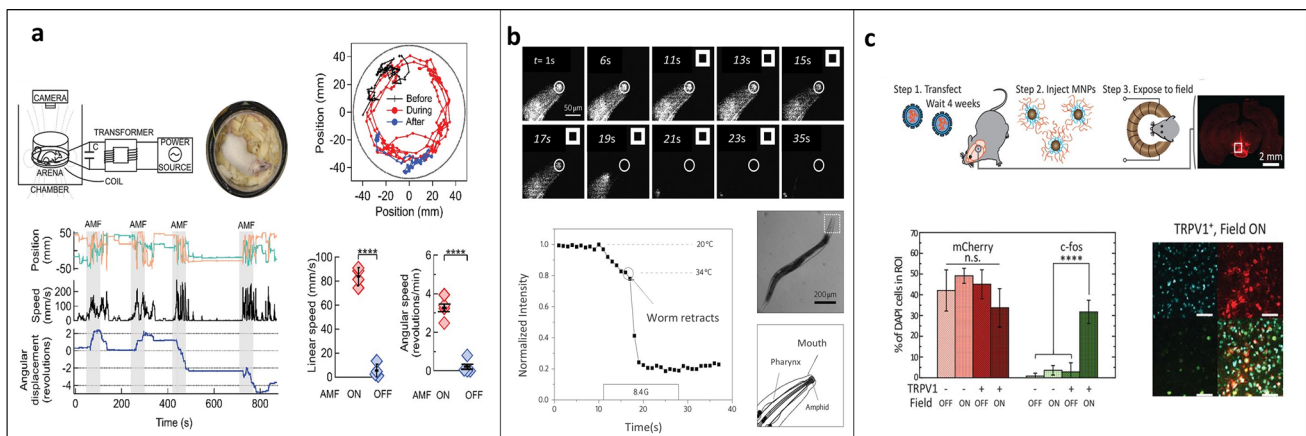 a
CAMERA
TRANSFORMER
LC
POWER
SOURCE
ARENA
COIL
CHAMBER
Position (mm)
40
20
0
-20
-40
Before
During
After
-40 -20 0 20 40
Position (mm)
AMF AMF AMF AMF
Position
mm
50
0
-50
Speed
mm/s
200
100
0
Angular
displacement
(revolutions)
2
0
-2
-4
0 200 400 600 800
Time (s)
Linear speed (mm/s)
100
80
60
40
20
0
****
AMF ON OFF
Angular speed
(revolutions/min)
6
4
2
0
****
AMF ON OFF
b
t= 1s 6s 11s 13s 15s
50 µm
17s 19s 21s 23s 35s
Normalized Intensity
1.0
0.8
0.6
0.4
0.2
0.0
20°C
34°C
Worm retracts
8.4 G
0 10 20 30 40
Time(s)
200µm
Mouth
Pharynx
Amphid
c
Step 1. Transfect
Wait 4 weeks
Step 2. Inject MNPs
Step 3. Expose to field
2 mm
% of DAPI cells in ROI
70
60
50
40
30
20
10
0
mCherry
n.s.
c-fos
****
TRPV1 - - + + - - + +
Field OFF ON OFF ON OFF ON OFF ON
TRPV1⁺, Field ON